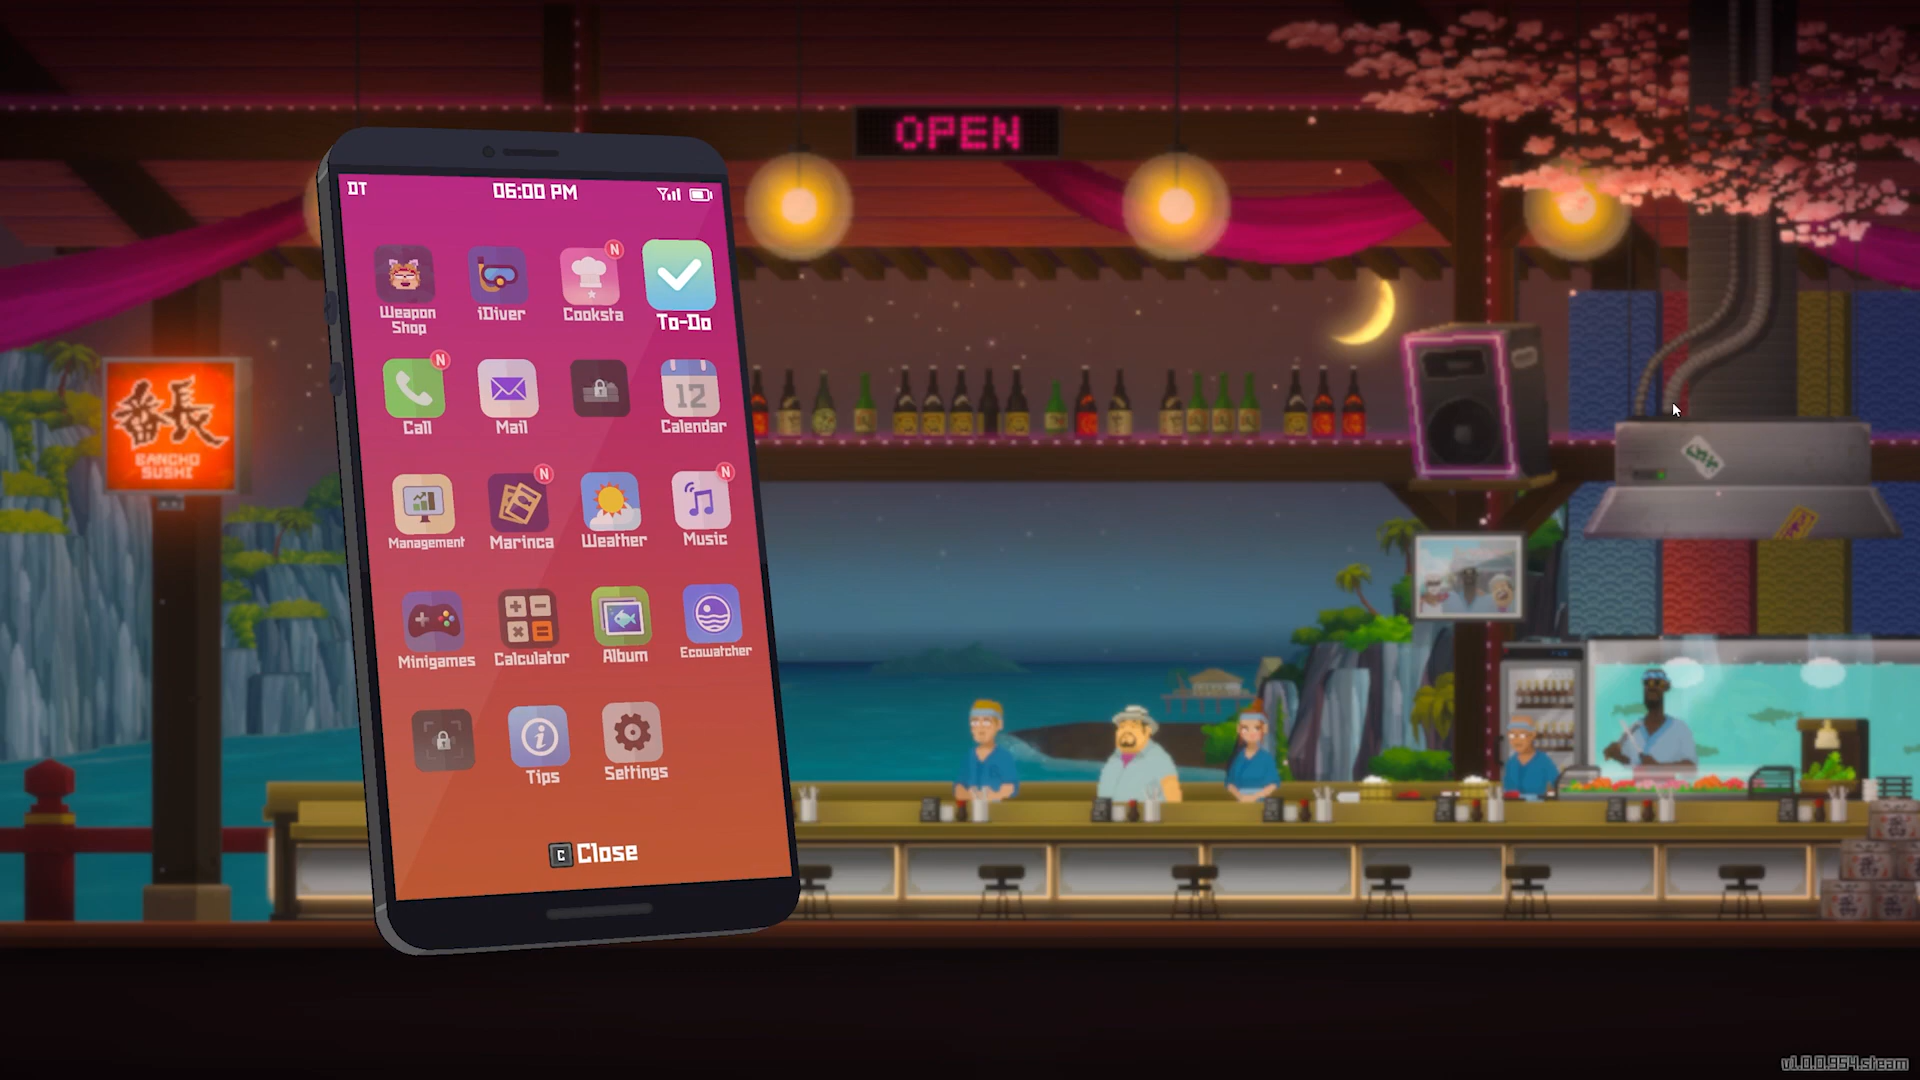 OPEN
DT
06:00 PM
N
Weapon Shop
iDiver
Cooksta
To-Do
N
Call
Mail
12
Calendar
N
N
Management
Marinca
Weather
Music
Minigames
Calculator
Album
Ecowatcher
Tips
Settings
C Close
番長
BANCHO
SUSHI
v1.0.0.954.steam